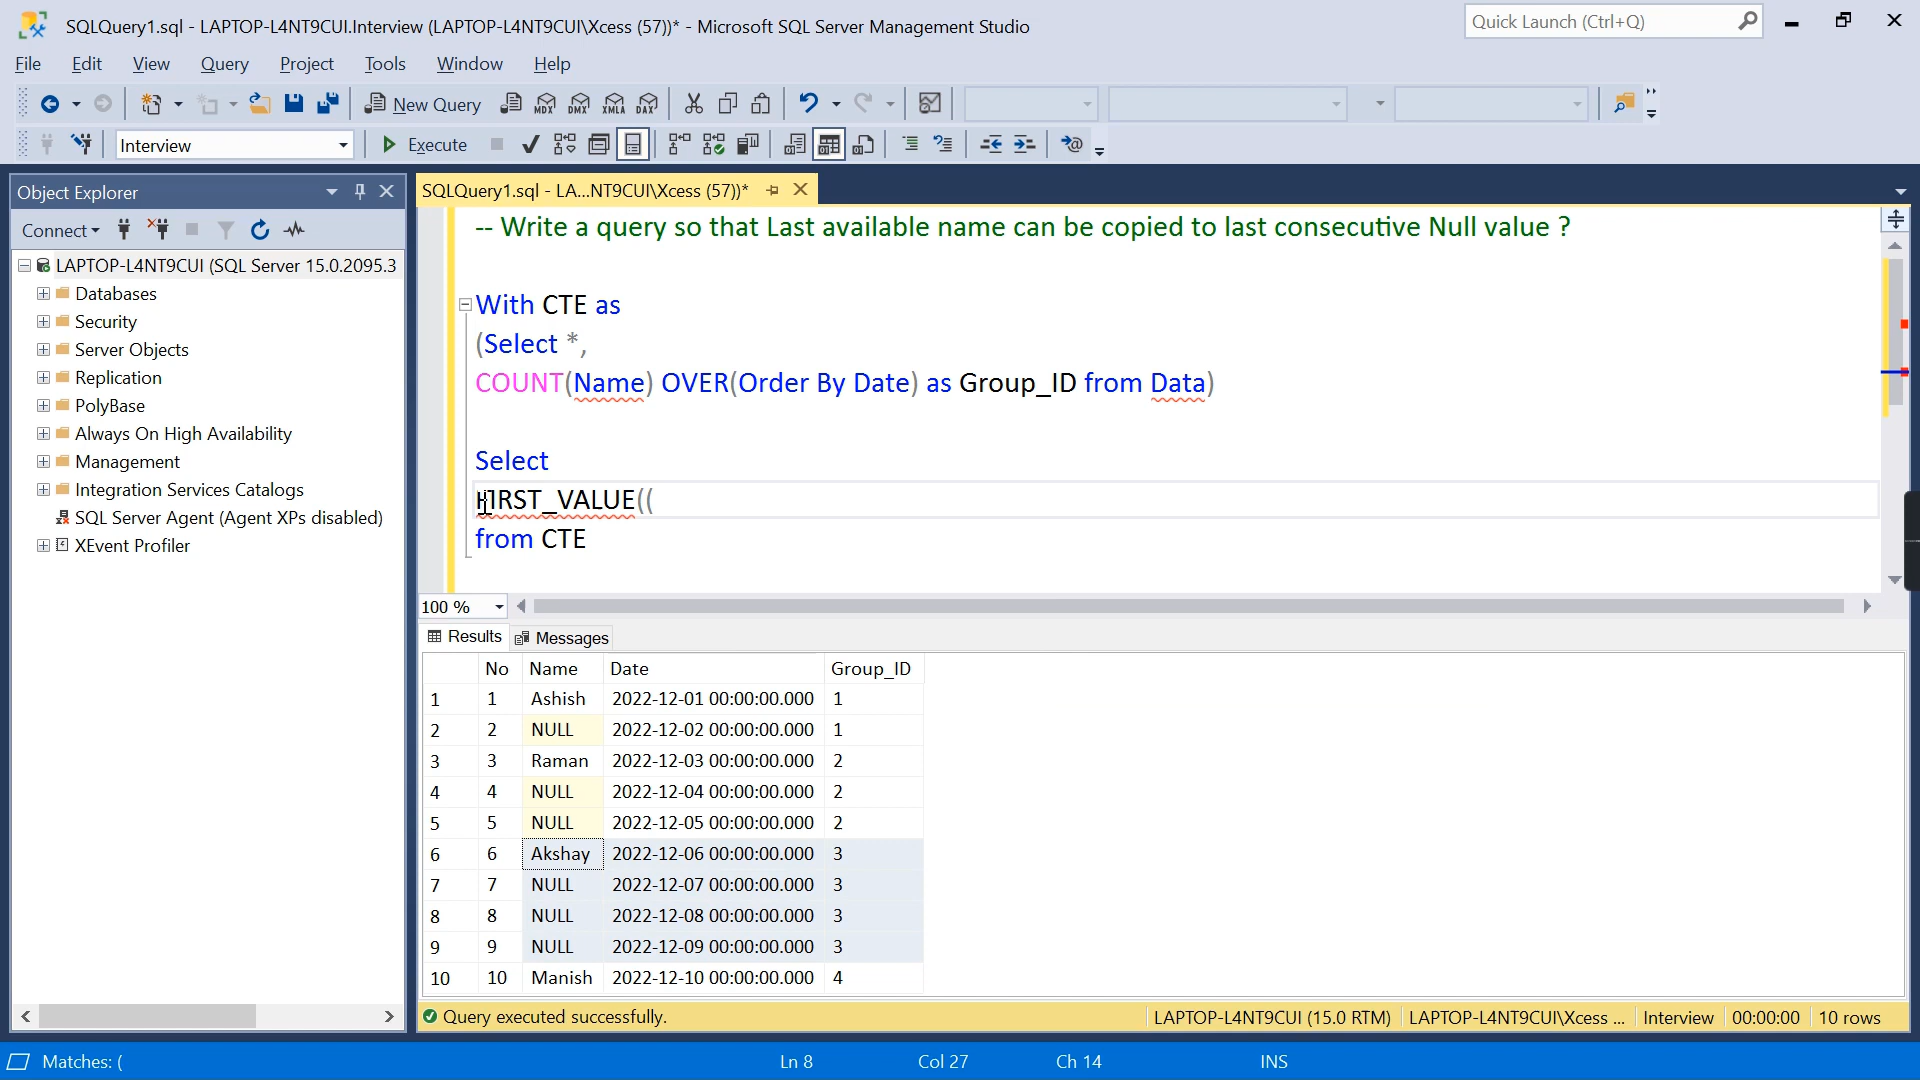 SQLQuery1.sql - LAPTOP-L4NT9CUI.Interview (LAPTOP-L4NT9CUI\Xcess (57))* - Microsoft SQL Server Management Studio
Quick Launch (Ctrl+Q)
File Edit View Query Project Tools Window Help
New Query MDX DMX XMLA DAX
Interview Execute
Object Explorer
SQLQuery1.sql - LA...NT9CUI\Xcess (57))*
Connect
LAPTOP-L4NT9CUI (SQL Server 15.0.2095.3
Databases
Security
Server Objects
Replication
PolyBase
Always On High Availability
Management
Integration Services Catalogs
SQL Server Agent (Agent XPs disabled)
XEvent Profiler
-- Write a query so that Last available name can be copied to last consecutive Null value ?
With CTE as
(Select *,
COUNT(Name) OVER(Order By Date) as Group_ID from Data)
Select
FIRST_VALUE((
from CTE
100 %
Results Messages
No Name Date Group_ID
1 1 Ashish 2022-12-01 00:00:00.000 1
2 2 NULL 2022-12-02 00:00:00.000 1
3 3 Raman 2022-12-03 00:00:00.000 2
4 4 NULL 2022-12-04 00:00:00.000 2
5 5 NULL 2022-12-05 00:00:00.000 2
6 6 Akshay 2022-12-06 00:00:00.000 3
7 7 NULL 2022-12-07 00:00:00.000 3
8 8 NULL 2022-12-08 00:00:00.000 3
9 9 NULL 2022-12-09 00:00:00.000 3
10 10 Manish 2022-12-10 00:00:00.000 4
Query executed successfully. LAPTOP-L4NT9CUI (15.0 RTM) LAPTOP-L4NT9CUI\Xcess ... Interview 00:00:00 10 rows
Matches: ( Ln 8 Col 27 Ch 14 INS